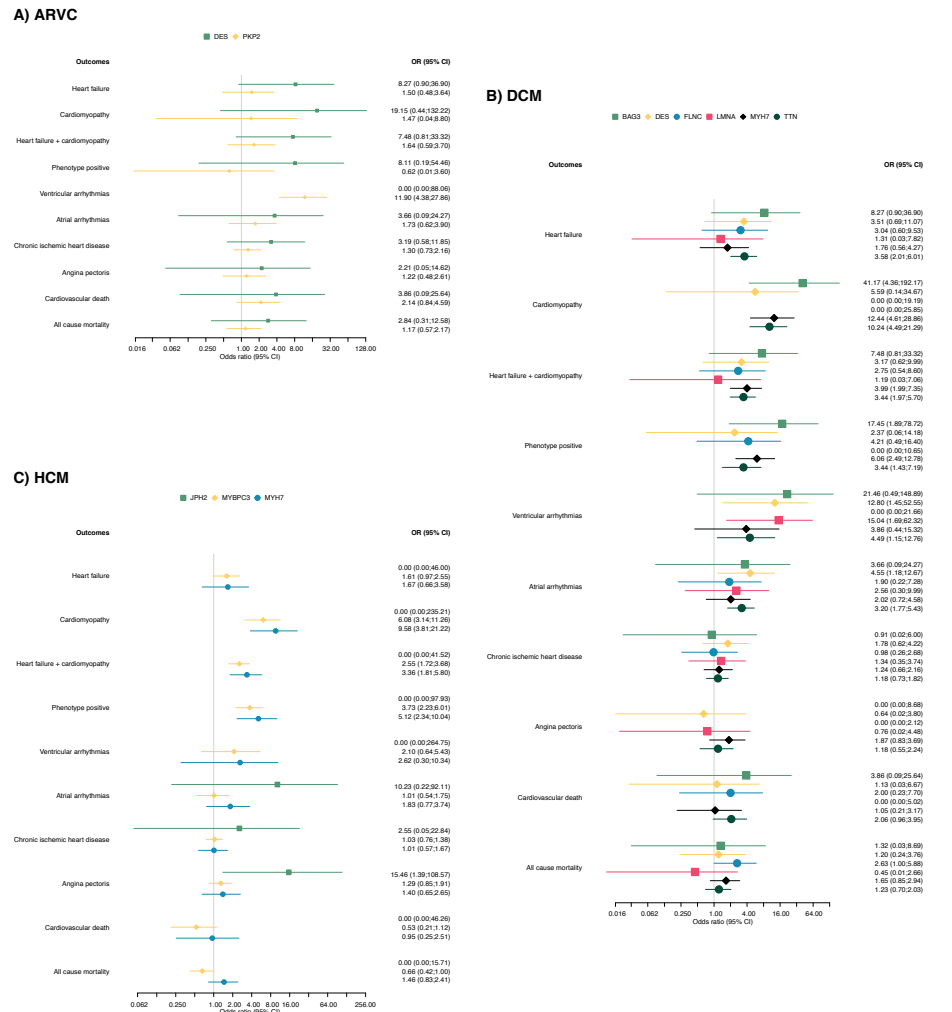 A) ARVC
DES PKP2
Outcomes OR (95% CI)
Heart failure
8.27 (0.90;36.90)
1.50 (0.48;3.64)
Cardiomyopathy
19.15 (0.44;132.22)
1.47 (0.04;8.80)
Heart failure + cardiomyopathy
7.48 (0.81;33.32)
1.64 (0.59;3.70)
Phenotype positive
8.11 (0.19;54.46)
0.62 (0.01;3.60)
Ventricular arrhythmias
0.00 (0.00;88.06)
11.90 (4.38;27.86)
Atrial arrhythmias
3.66 (0.09;24.27)
1.73 (0.62;3.90)
Chronic ischemic heart disease
3.19 (0.58;11.85)
1.30 (0.73;2.16)
Angina pectoris
2.21 (0.05;14.62)
1.22 (0.48;2.61)
Cardiovascular death
3.86 (0.09;25.64)
2.14 (0.84;4.59)
All cause mortality
2.84 (0.31;12.58)
1.17 (0.57;2.17)
0.016 0.062 0.250 1.00 2.00 4.00 8.00 32.00 128.00
Odds ratio (95% CI)
B) DCM
BAG3 DES FLNC LMNA MYH7 TTN
Outcomes OR (95% CI)
Heart failure
8.27 (0.90;36.90)
3.51 (0.69;11.07)
3.04 (0.60;9.53)
1.31 (0.03;7.82)
1.76 (0.56;4.27)
3.58 (2.01;6.01)
Cardiomyopathy
41.17 (4.36;192.17)
5.59 (0.14;34.67)
0.00 (0.00;19.19)
0.00 (0.00;25.85)
12.44 (4.61;28.86)
10.24 (4.49;21.29)
Heart failure + cardiomyopathy
7.48 (0.81;33.32)
3.17 (0.62;9.99)
2.75 (0.54;8.60)
1.19 (0.03;7.06)
3.99 (1.99;7.35)
3.44 (1.97;5.70)
Phenotype positive
17.45 (1.89;78.72)
2.37 (0.06;14.18)
4.21 (0.49;16.40)
0.00 (0.00;10.65)
6.06 (2.49;12.78)
3.44 (1.43;7.19)
Ventricular arrhythmias
21.46 (0.49;148.89)
12.80 (1.45;52.55)
0.00 (0.00;21.66)
15.04 (1.69;62.32)
3.86 (0.44;15.32)
4.49 (1.15;12.76)
Atrial arrhythmias
3.66 (0.09;24.27)
4.55 (1.18;12.67)
1.90 (0.22;7.28)
2.56 (0.30;9.99)
2.02 (0.72;4.58)
3.20 (1.77;5.43)
Chronic ischemic heart disease
0.91 (0.02;6.00)
1.78 (0.62;4.22)
0.98 (0.26;2.68)
1.34 (0.35;3.74)
1.24 (0.66;2.16)
1.18 (0.73;1.82)
Angina pectoris
0.00 (0.00;8.68)
0.64 (0.02;3.80)
0.00 (0.00;2.12)
0.76 (0.02;4.48)
1.87 (0.83;3.69)
1.18 (0.55;2.24)
Cardiovascular death
3.86 (0.09;25.64)
1.13 (0.03;6.67)
2.00 (0.23;7.70)
0.00 (0.00;5.02)
1.05 (0.21;3.17)
2.06 (0.96;3.95)
All cause mortality
1.32 (0.03;8.69)
1.20 (0.24;3.76)
2.63 (1.00;5.88)
0.45 (0.01;2.66)
1.65 (0.85;2.94)
1.23 (0.70;2.03)
0.016 0.062 0.250 1.00 4.00 16.00 64.00
Odds ratio (95% CI)
C) HCM
JPH2 MYBPC3 MYH7
Outcomes OR (95% CI)
Heart failure
0.00 (0.00;46.00)
1.61 (0.97;2.55)
1.67 (0.66;3.58)
Cardiomyopathy
0.00 (0.00;235.21)
6.08 (3.14;11.26)
9.58 (3.81;21.22)
Heart failure + cardiomyopathy
0.00 (0.00;41.52)
2.55 (1.72;3.68)
3.36 (1.81;5.80)
Phenotype positive
0.00 (0.00;97.93)
3.73 (2.23;6.01)
5.12 (2.34;10.04)
Ventricular arrhythmias
0.00 (0.00;264.75)
2.10 (0.64;5.43)
2.62 (0.30;10.34)
Atrial arrhythmias
10.23 (0.22;92.11)
1.01 (0.54;1.75)
1.83 (0.77;3.74)
Chronic ischemic heart disease
2.55 (0.05;22.84)
1.03 (0.76;1.38)
1.01 (0.57;1.67)
Angina pectoris
15.46 (1.39;108.57)
1.29 (0.85;1.91)
1.40 (0.65;2.65)
Cardiovascular death
0.00 (0.00;46.26)
0.53 (0.21;1.12)
0.95 (0.25;2.51)
All cause mortality
0.00 (0.00;15.71)
0.66 (0.42;1.00)
1.46 (0.83;2.41)
0.062 0.250 1.00 2.00 4.00 8.00 16.00 64.00 256.00
Odds ratio (95% CI)